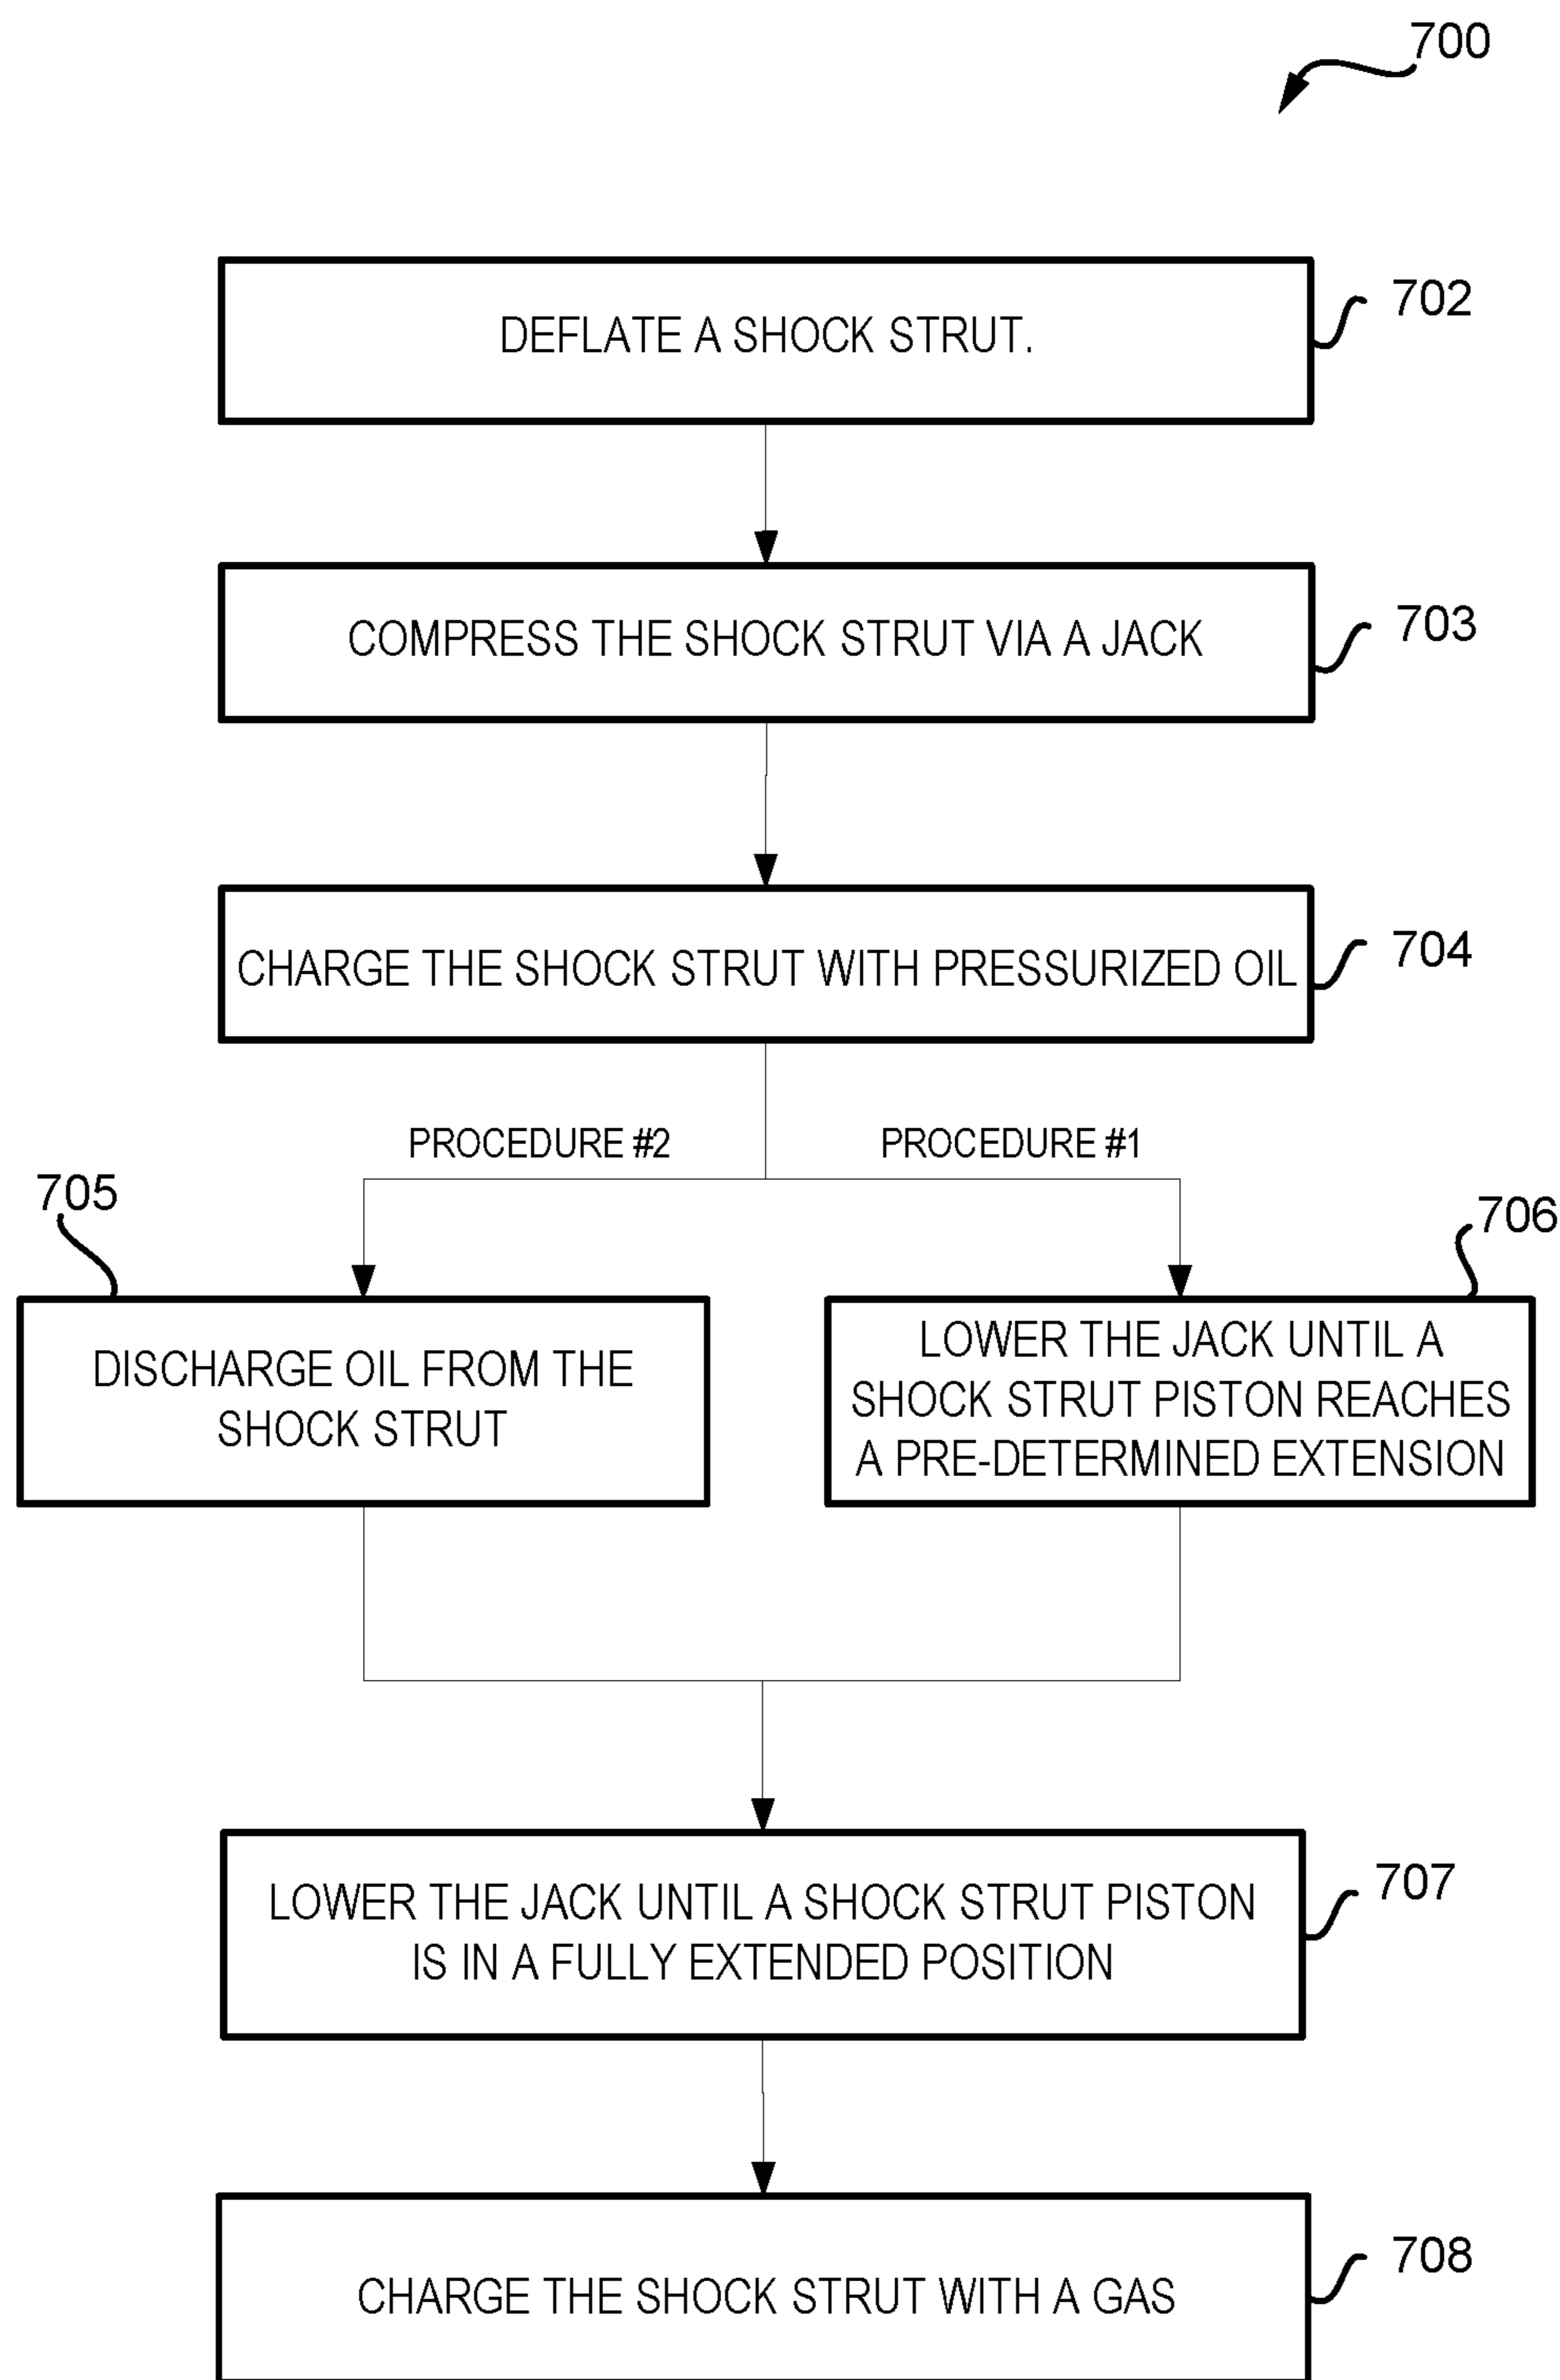 700
DEFLATE A SHOCK STRUT.
702
COMPRESS THE SHOCK STRUT VIA A JACK
703
CHARGE THE SHOCK STRUT WITH PRESSURIZED OIL
704
PROCEDURE #2
PROCEDURE #1
705
706
DISCHARGE OIL FROM THE
SHOCK STRUT
LOWER THE JACK UNTIL A
SHOCK STRUT PISTON REACHES
A PRE-DETERMINED EXTENSION
LOWER THE JACK UNTIL A SHOCK STRUT PISTON
IS IN A FULLY EXTENDED POSITION
707
CHARGE THE SHOCK STRUT WITH A GAS
708